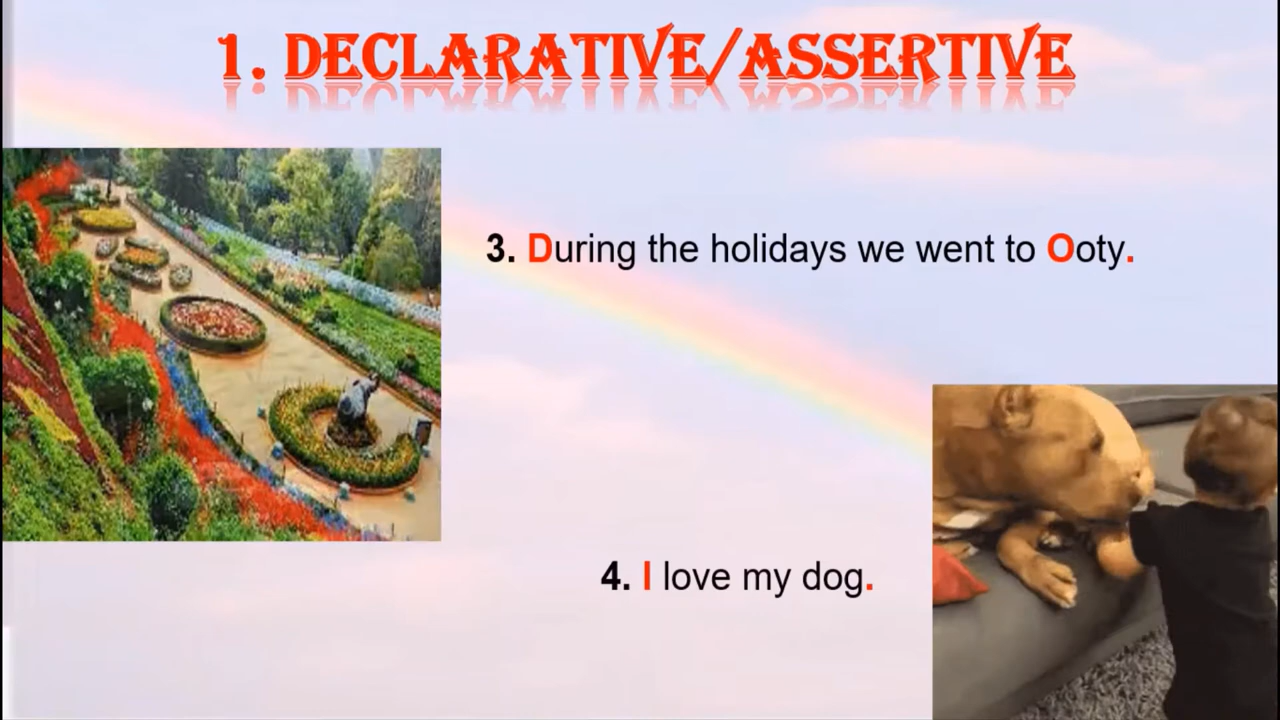 1. DECLARATIVE/ASSERTIVE
3. During the holidays we went to Ooty.
4. I love my dog.